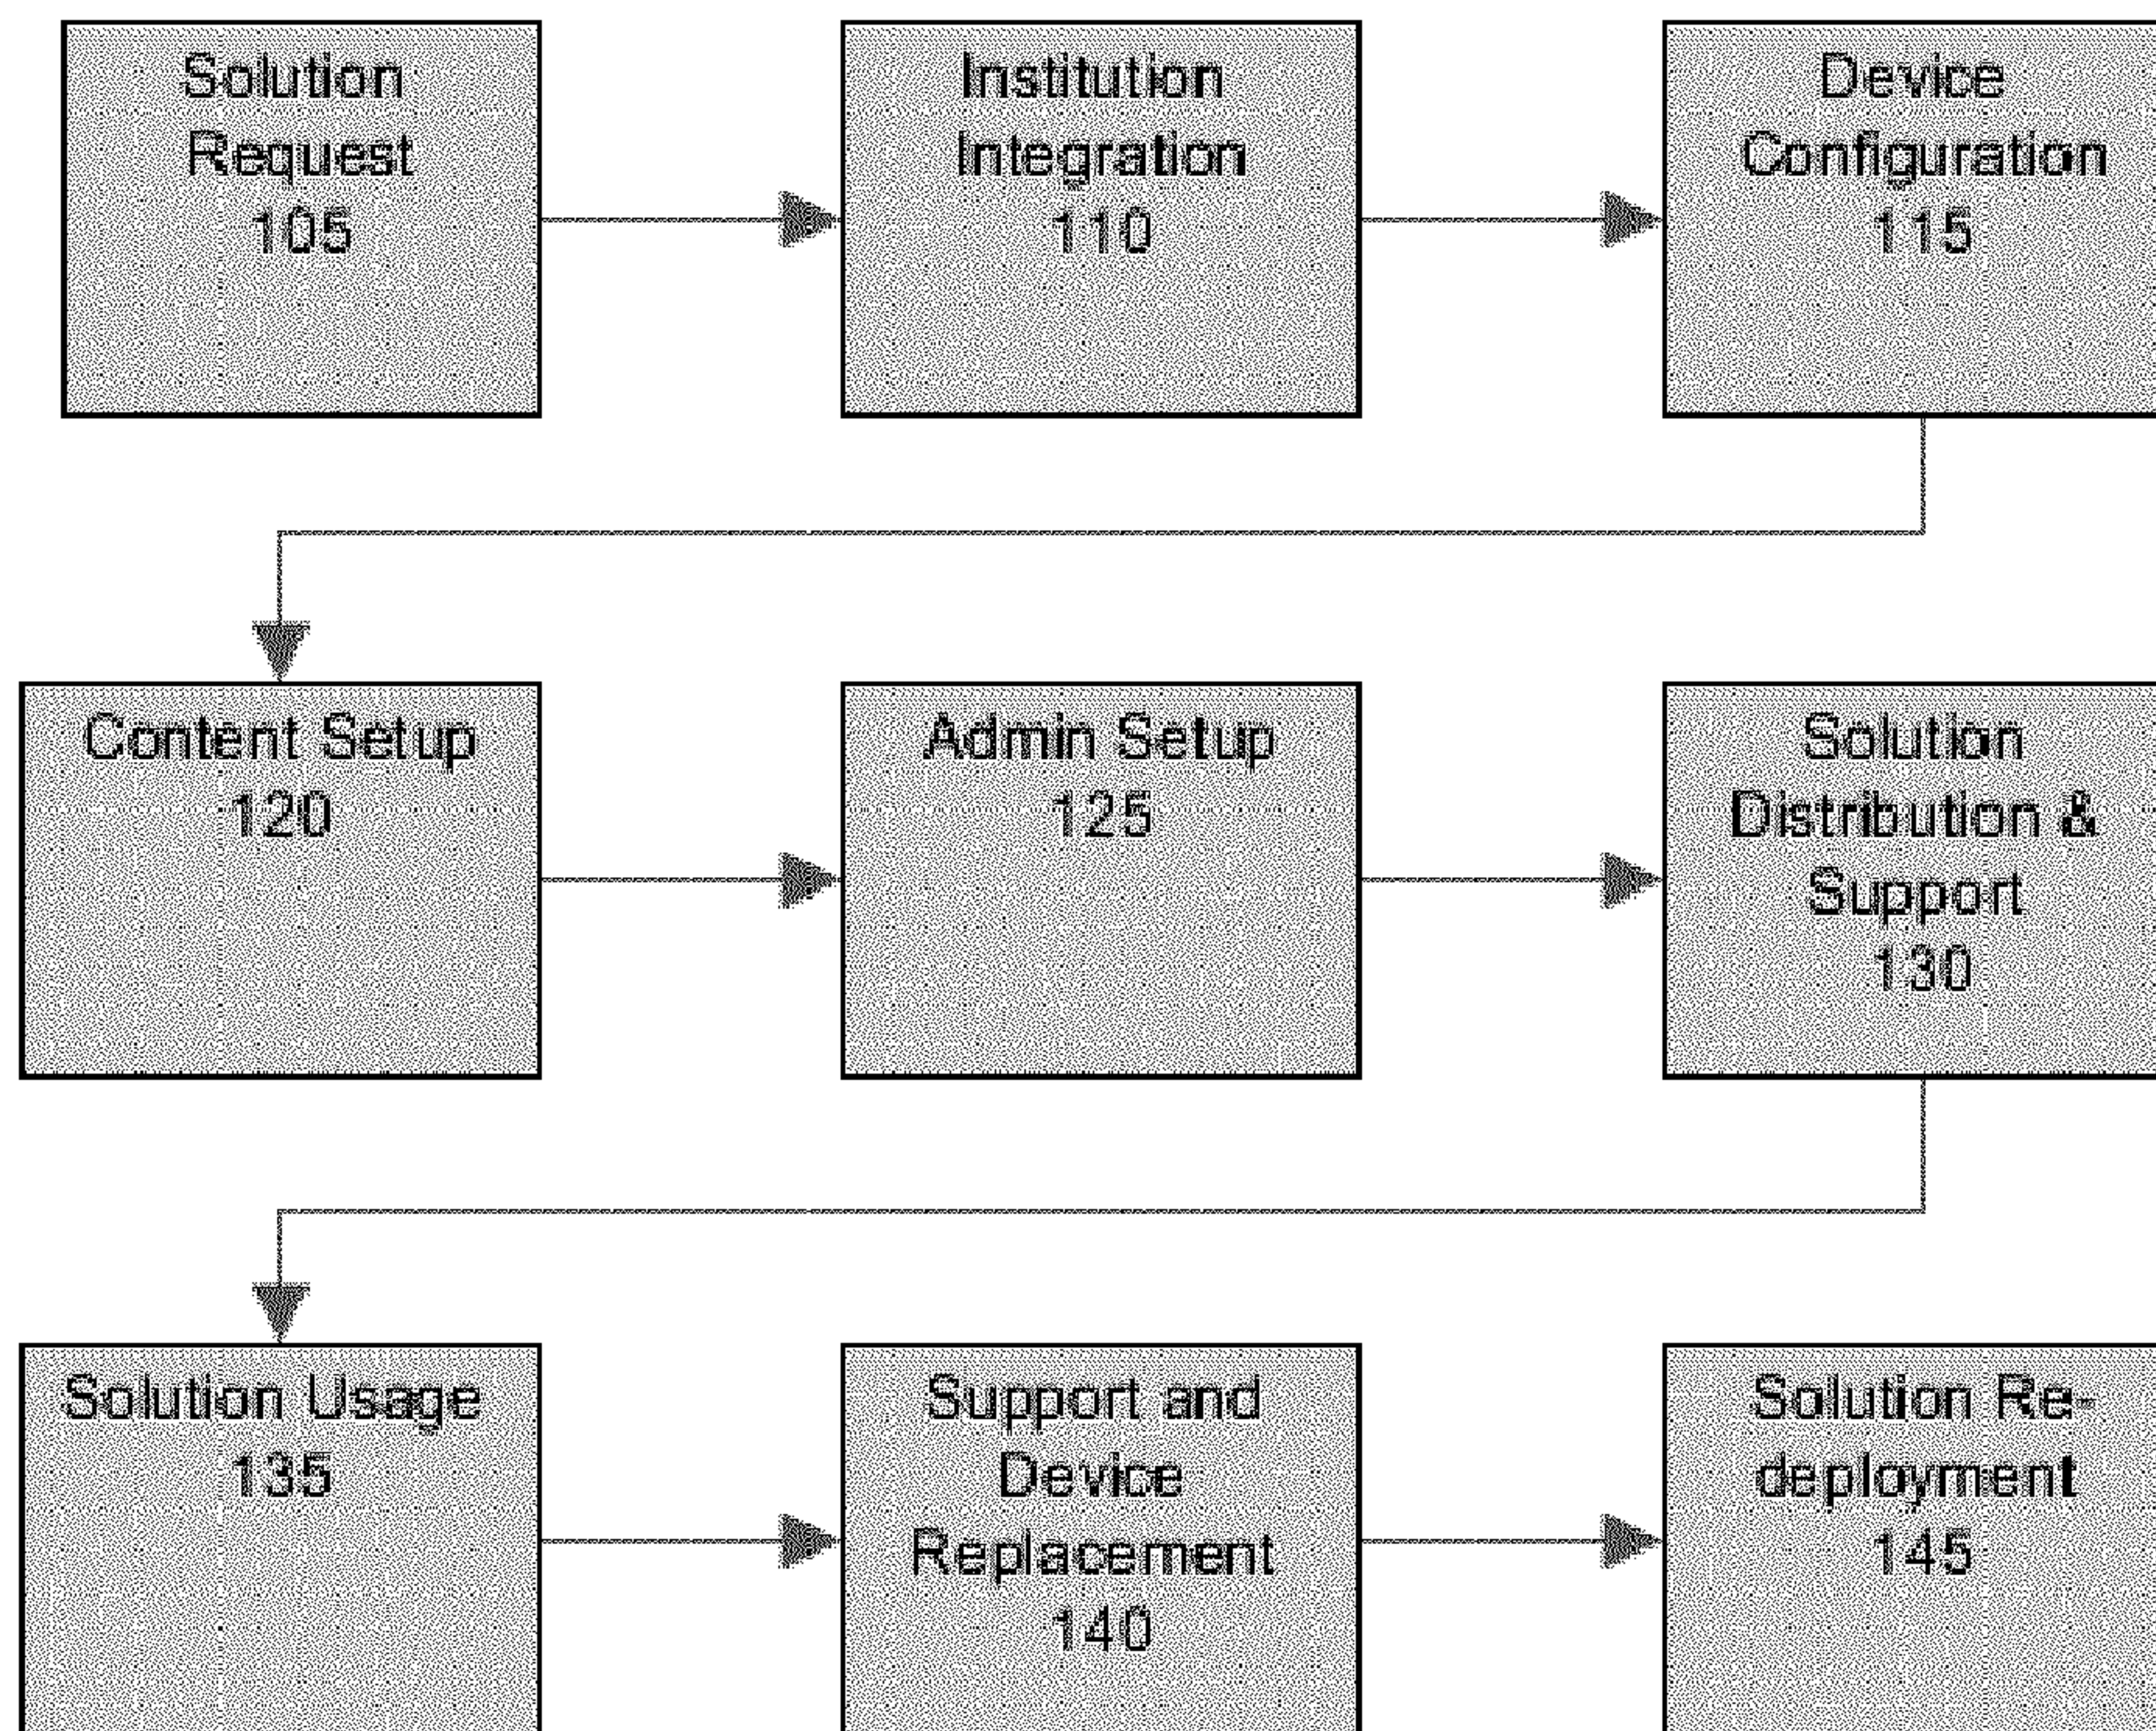 Solution
Request
105
Institution
Integration
110
Device
Configuration
115
Content Setup
120
Admin Setup
125
Solution
Distribution &
Support
130
Solution Usage
135
Support and
Device
Replacement
140
Solution Re-
deployment
145